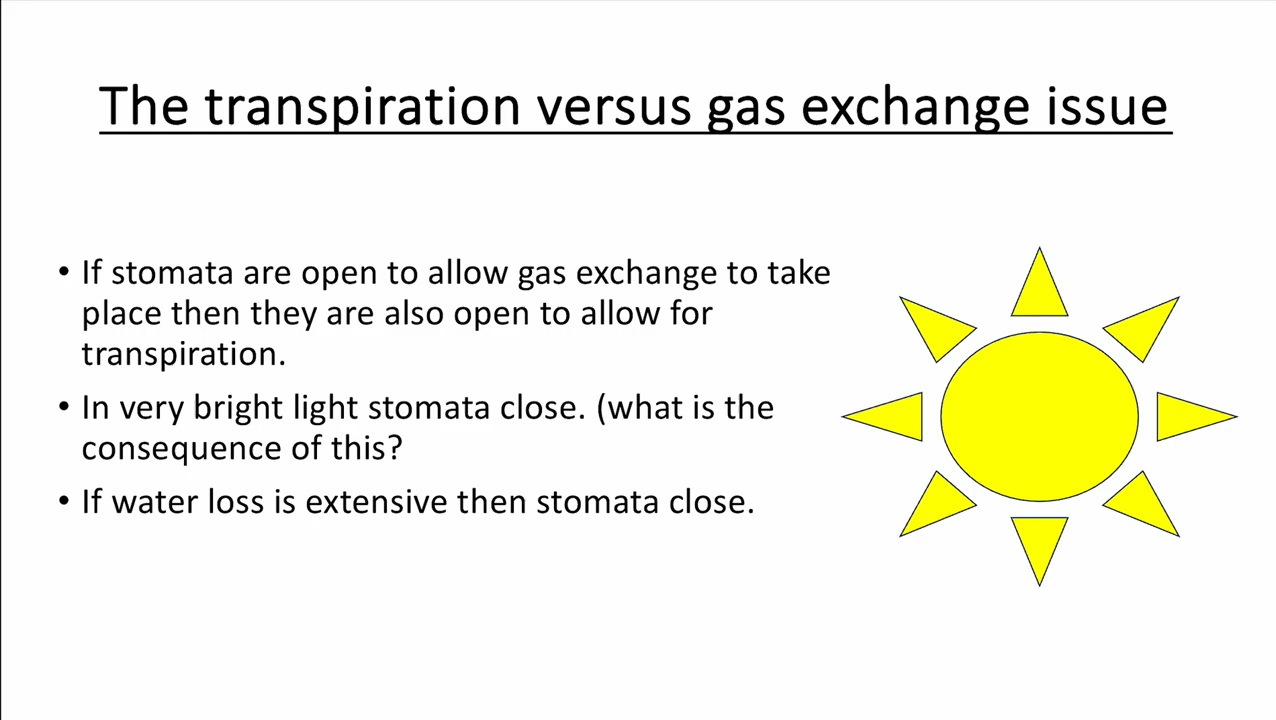 The transpiration versus gas exchange issue
• If stomata are open to allow gas exchange to take
place then they are also open to allow for
transpiration.
• In very bright light stomata close. (what is the
consequence of this?
• If water loss is extensive then stomata close.